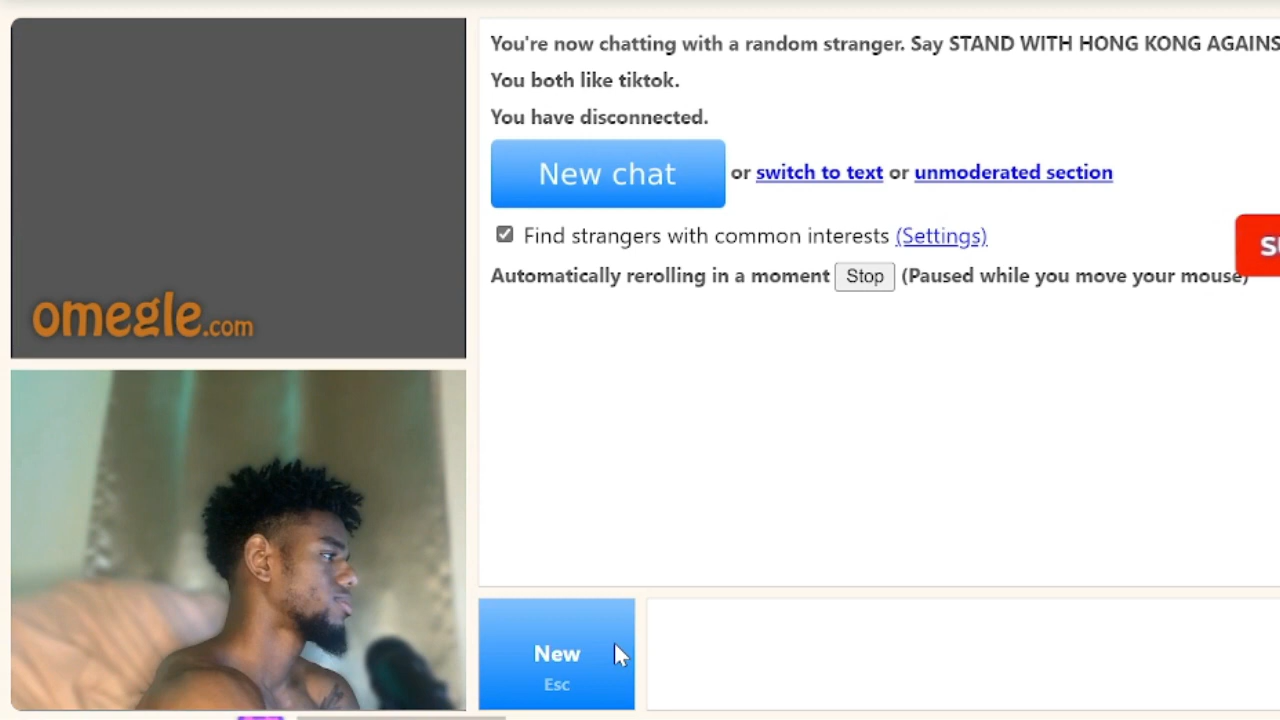 You're now chatting with a random stranger. Say STAND WITH HONG KONG AGAINS
You both like tiktok.
You have disconnected.
New chat or switch to text or unmoderated section
Find strangers with common interests (Settings)
Automatically rerolling in a moment Stop (Paused while you move your mouse)
omegle.com
New
Esc